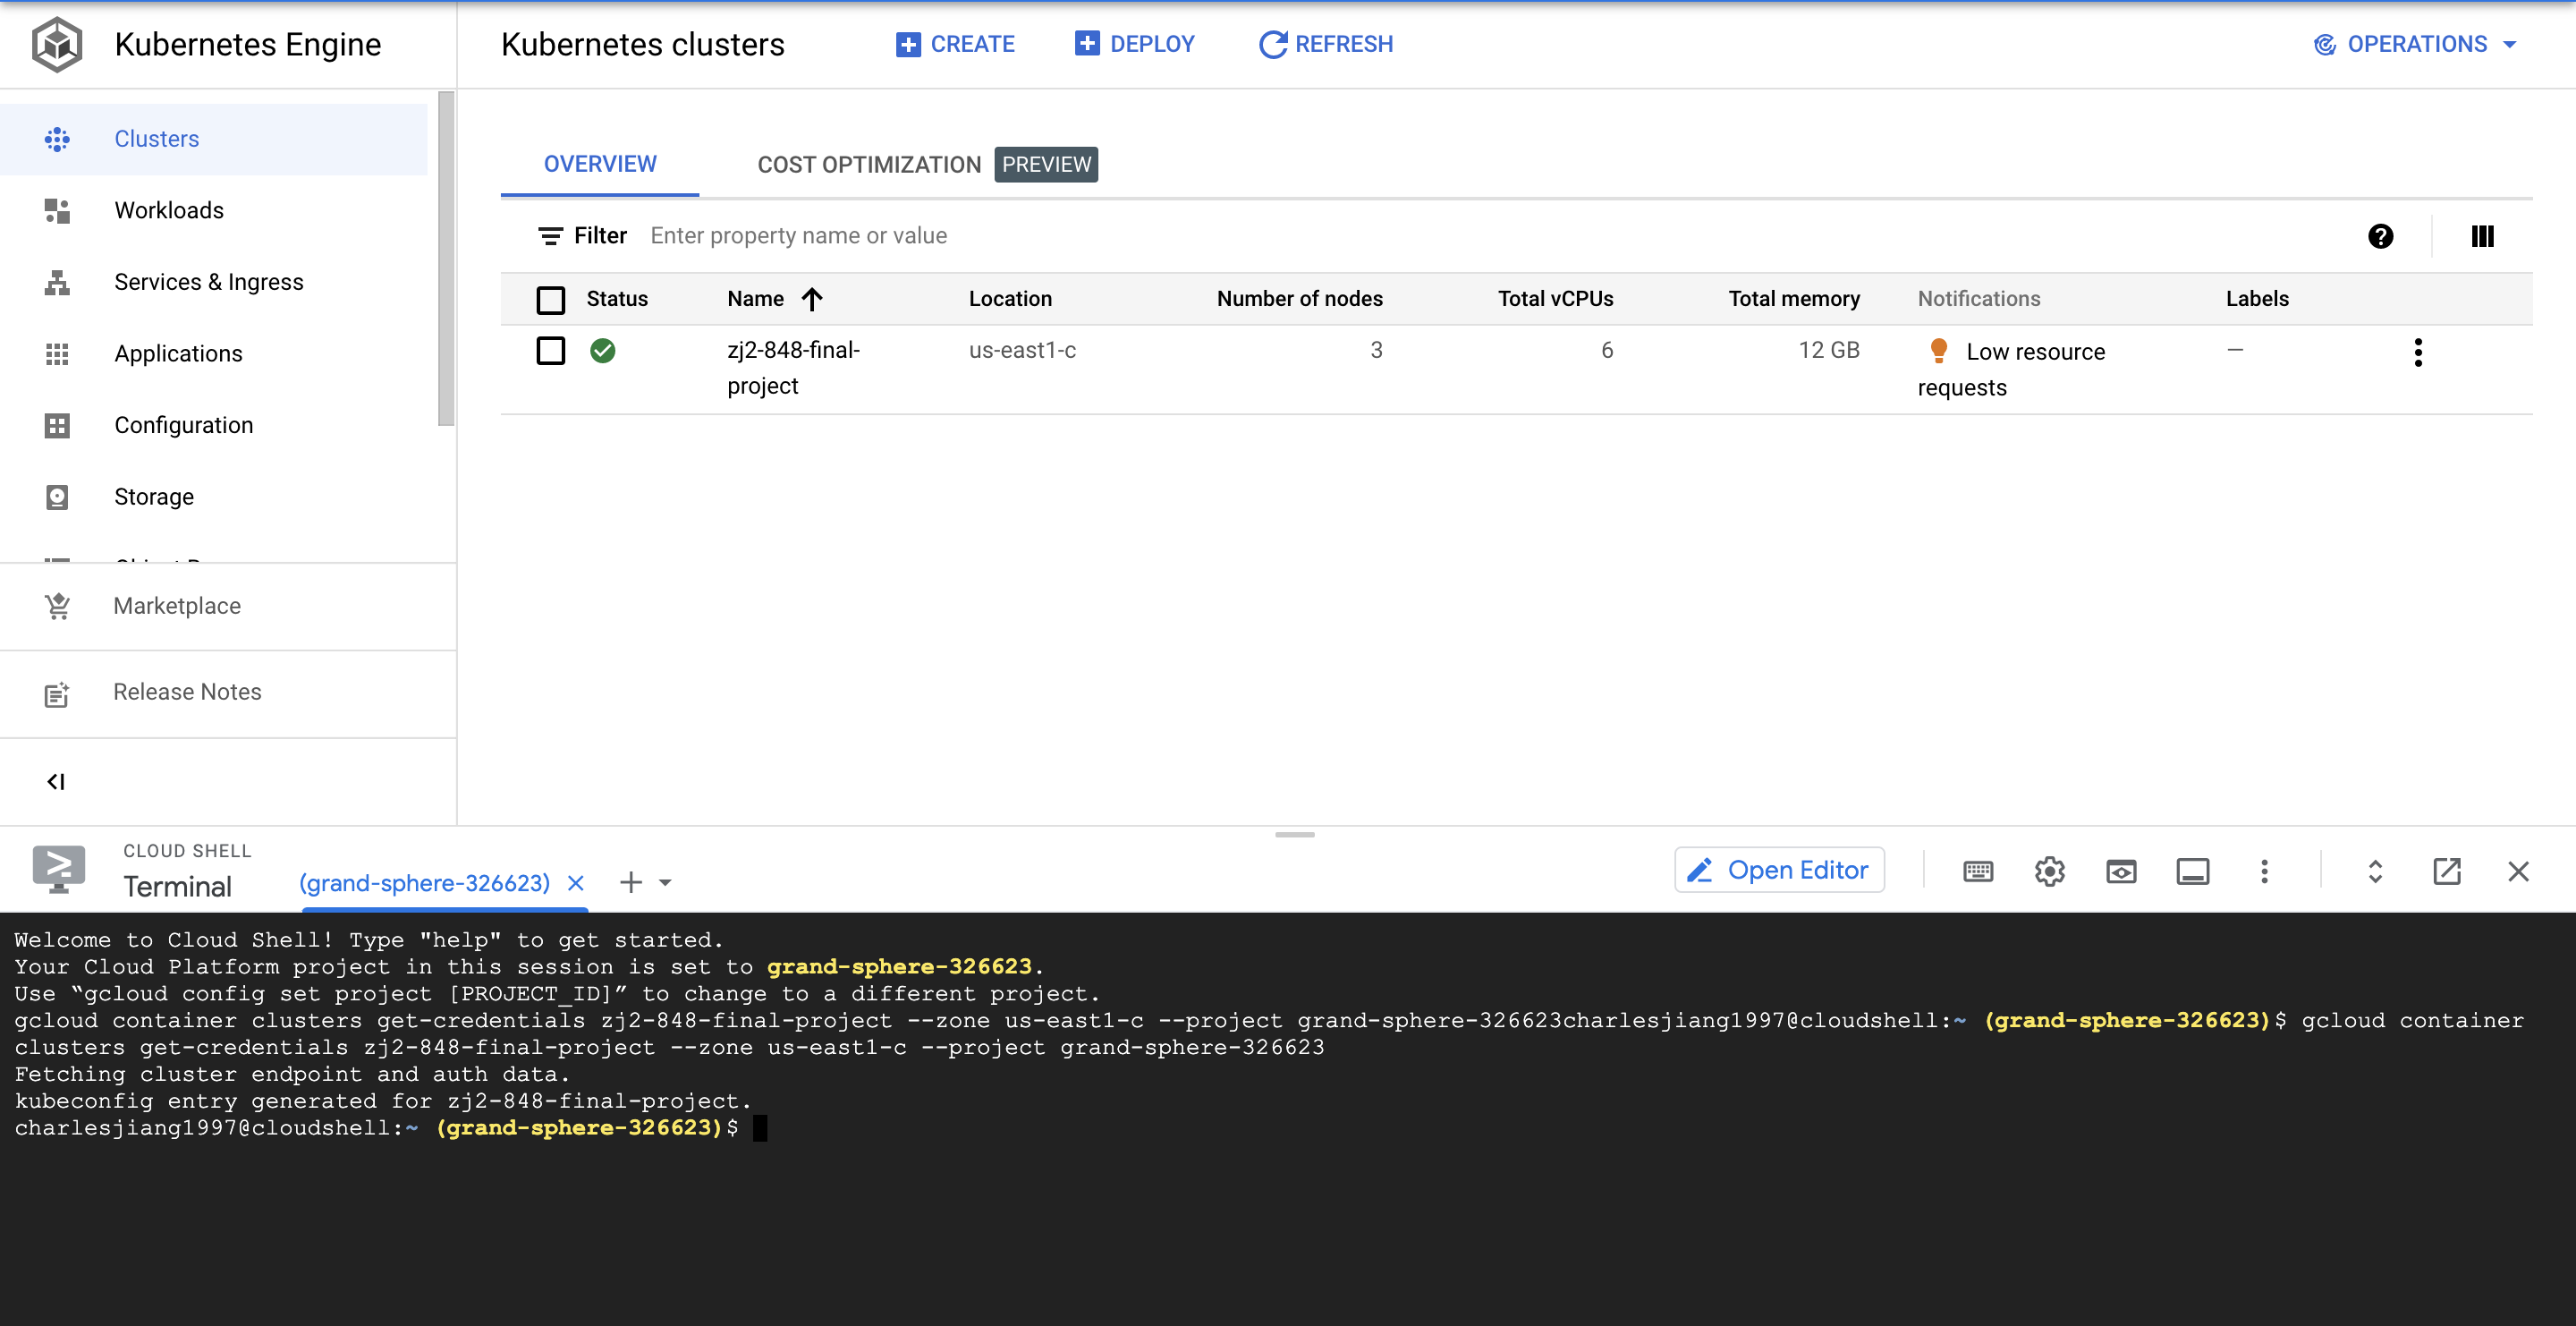 Kubernetes Engine
Kubernetes clusters
CREATE
DEPLOY
REFRESH
OPERATIONS
Clusters
Workloads
Services & Ingress
Applications
Configuration
Storage
Marketplace
Release Notes
OVERVIEW
COST OPTIMIZATION PREVIEW
Filter Enter property name or value
Status Name Location Number of nodes Total vCPUs Total memory Notifications Labels
zj2-848-final- us-east1-c 3 6 12 GB Low resource –
project requests
CLOUD SHELL
Terminal
(grand-sphere-326623)
Open Editor
Welcome to Cloud Shell! Type "help" to get started.
Your Cloud Platform project in this session is set to grand-sphere-326623.
Use “gcloud config set project [PROJECT_ID]” to change to a different project.
gcloud container clusters get-credentials zj2-848-final-project --zone us-east1-c --project grand-sphere-326623charlesjiang1997@cloudshell:~ (grand-sphere-326623)$ gcloud container
clusters get-credentials zj2-848-final-project --zone us-east1-c --project grand-sphere-326623
Fetching cluster endpoint and auth data.
kubeconfig entry generated for zj2-848-final-project.
charlesjiang1997@cloudshell:~ (grand-sphere-326623)$